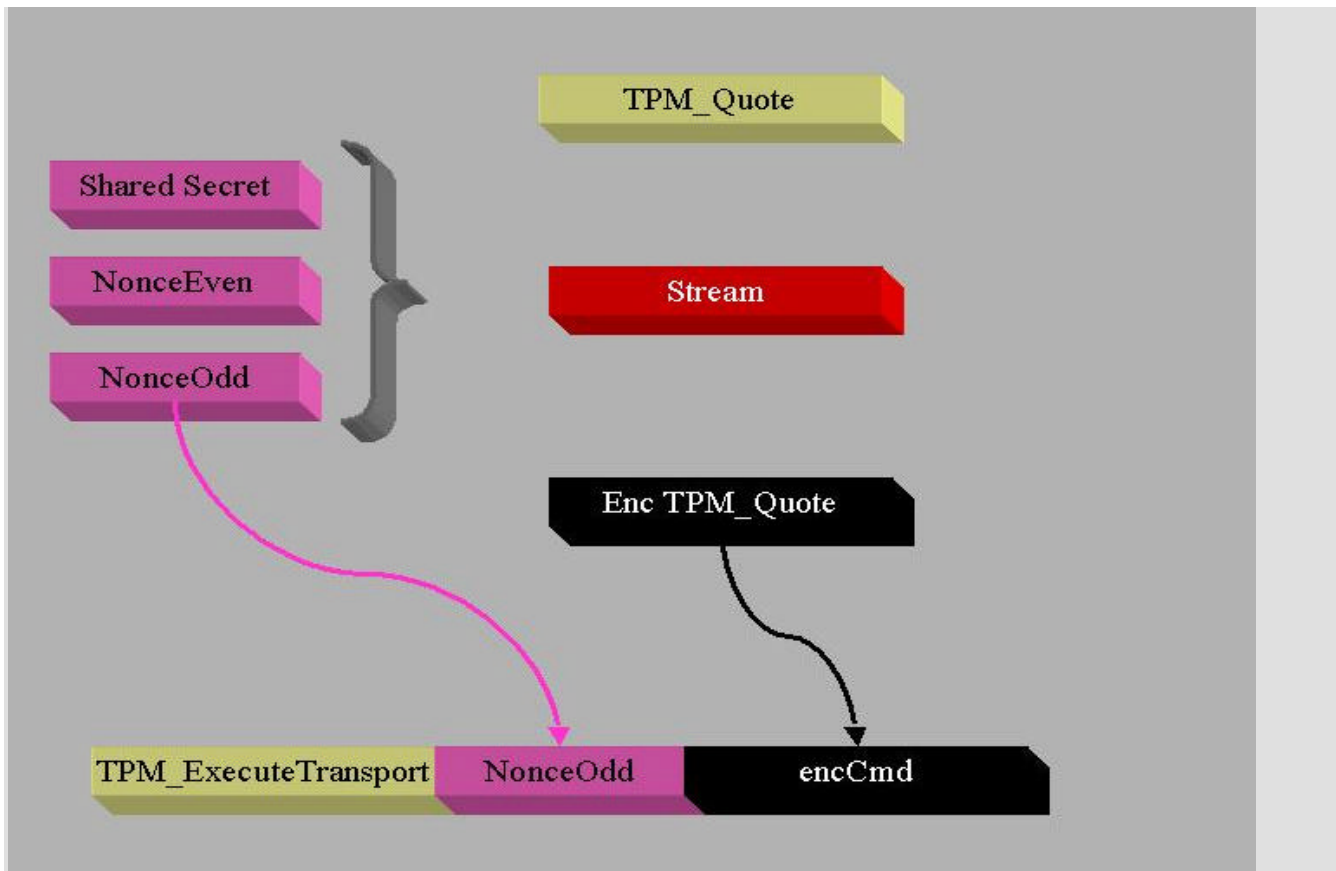 TPM_Quote
Shared Secret
NonceEven
Stream
NonceOdd
Enc TPM_Quote
TPM_ExecuteTransport NonceOdd encCmd